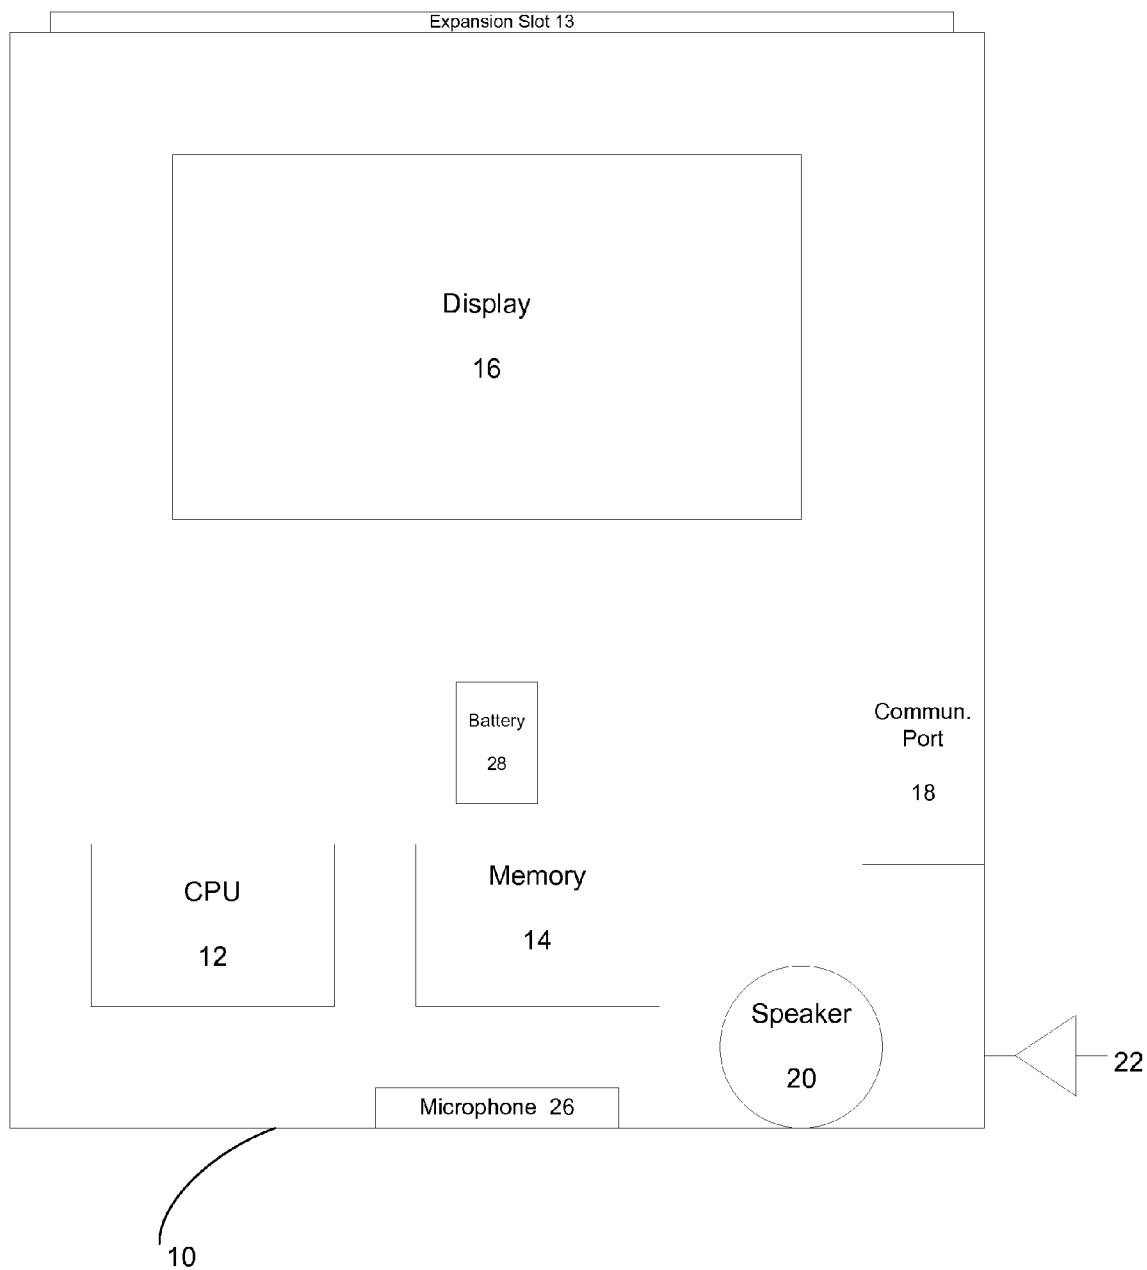 Expansion Slot 13
Display
16
Battery
28
Commun.
Port
18
CPU
12
Memory
14
Speaker
20
22
Microphone 26
10